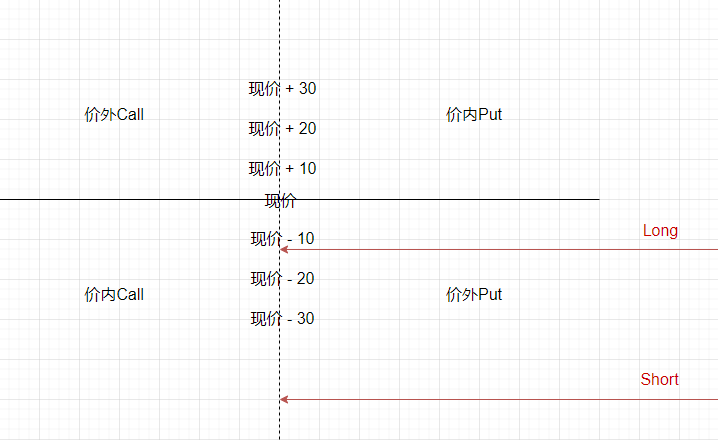 现价 + 30
价外Call
价内Put
现价 + 20
现价 + 10
现价
Long
现价 - 10
现价 - 20
价内Call
价外Put
现价 - 30
Short